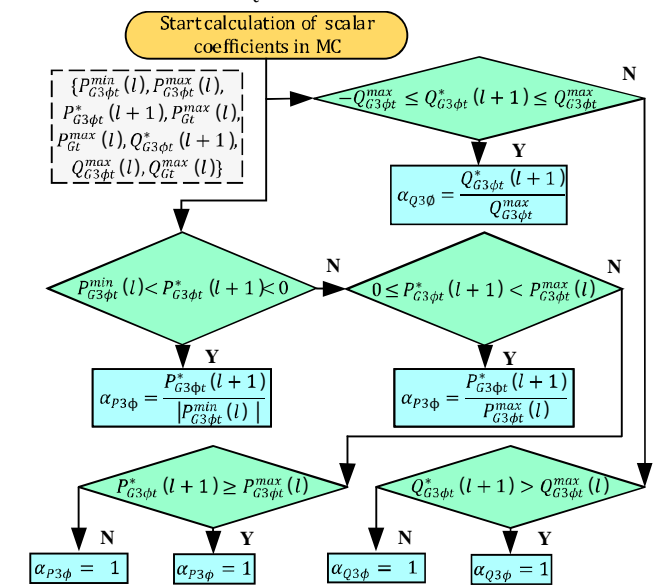 Start calculation of scalar
coefficients in MC
{P_{G3ϕt}^{min}(l), P_{G3ϕt}^{max}(l),
P_{G3ϕt}^{*}(l + 1), P_{Gt}^{max}(l),
P_{Gt}^{max}(l), Q_{G3ϕt}^{*}(l + 1),
Q_{G3ϕt}^{max}(l), Q_{Gt}^{max}(l)}
N
−Q_{G3ϕt}^{max} ≤ Q_{G3ϕt}^{*}(l + 1) ≤ Q_{G3ϕt}^{max}
Y
α_{Q3∅} = Q_{G3ϕt}^{*}(l + 1) / Q_{G3ϕt}^{max}
P_{G3ϕt}^{min}(l) < P_{G3ϕt}^{*}(l + 1) < 0
N
0 ≤ P_{G3ϕt}^{*}(l + 1) < P_{G3ϕt}^{max}(l)
N
Y
α_{P3ϕ} = P_{G3ϕt}^{*}(l + 1) / |P_{G3ϕt}^{min}(l)|
Y
α_{P3ϕ} = P_{G3ϕt}^{*}(l + 1) / P_{G3ϕt}^{max}(l)
P_{G3ϕt}^{*}(l + 1) ≥ P_{G3ϕt}^{max}(l)
N
Y
α_{P3ϕ} = 1
α_{P3ϕ} = 1
Q_{G3ϕt}^{*}(l + 1) > Q_{G3ϕt}^{max}(l)
N
Y
α_{Q3ϕ} = 1
α_{Q3ϕ} = 1